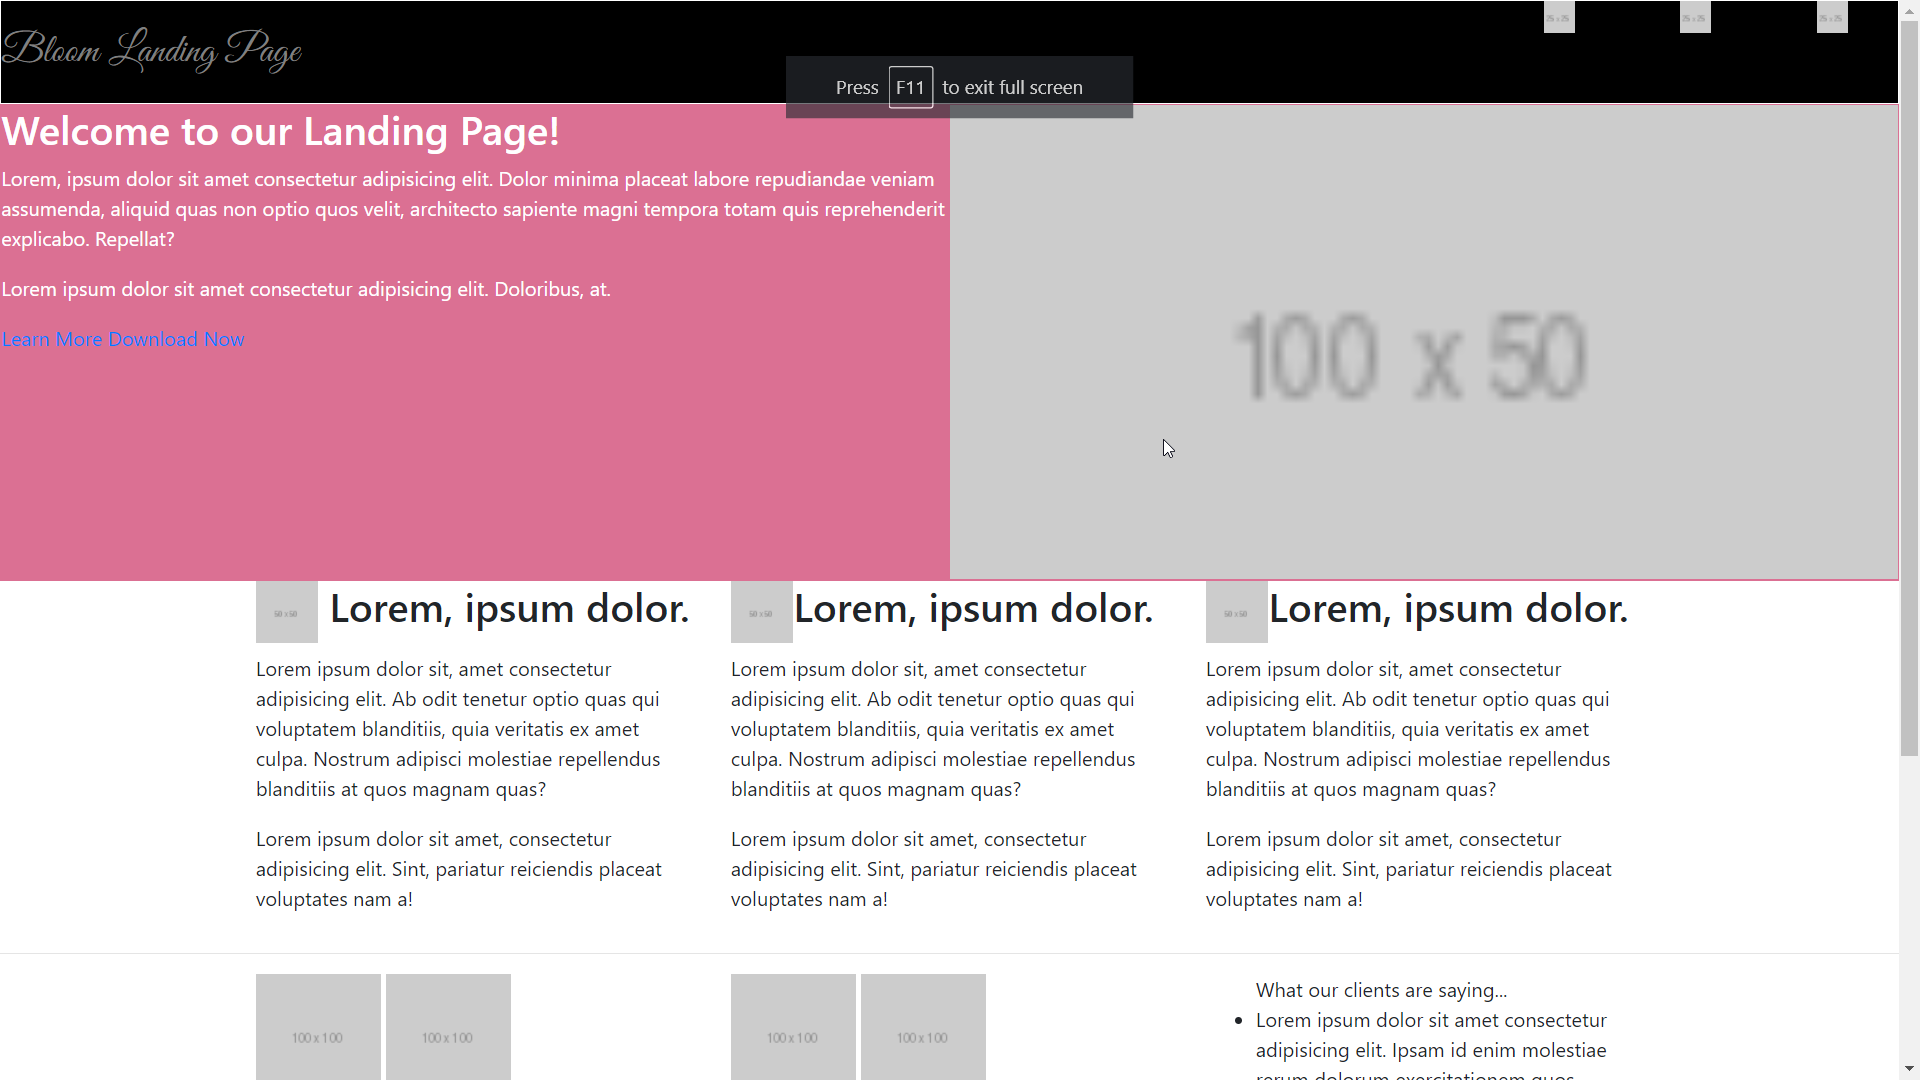 Bloom Landing Page
25 x 25
25 x 25
25 x 25
Press F11 to exit full screen
Welcome to our Landing Page!
Lorem, ipsum dolor sit amet consectetur adipisicing elit. Dolor minima placeat labore repudiandae veniam
assumenda, aliquid quas non optio quos velit, architecto sapiente magni tempora totam quis reprehenderit
explicabo. Repellat?
Lorem ipsum dolor sit amet consectetur adipisicing elit. Doloribus, at.
Learn More Download Now
100 x 50
50 x 50
Lorem, ipsum dolor.
Lorem ipsum dolor sit, amet consectetur
adipisicing elit. Ab odit tenetur optio quas qui
voluptatem blanditiis, quia veritatis ex amet
culpa. Nostrum adipisci molestiae repellendus
blanditiis at quos magnam quas?
Lorem ipsum dolor sit amet, consectetur
adipisicing elit. Sint, pariatur reiciendis placeat
voluptates nam a!
50 x 50
Lorem, ipsum dolor.
Lorem ipsum dolor sit, amet consectetur
adipisicing elit. Ab odit tenetur optio quas qui
voluptatem blanditiis, quia veritatis ex amet
culpa. Nostrum adipisci molestiae repellendus
blanditiis at quos magnam quas?
Lorem ipsum dolor sit amet, consectetur
adipisicing elit. Sint, pariatur reiciendis placeat
voluptates nam a!
50 x 50
Lorem, ipsum dolor.
Lorem ipsum dolor sit, amet consectetur
adipisicing elit. Ab odit tenetur optio quas qui
voluptatem blanditiis, quia veritatis ex amet
culpa. Nostrum adipisci molestiae repellendus
blanditiis at quos magnam quas?
Lorem ipsum dolor sit amet, consectetur
adipisicing elit. Sint, pariatur reiciendis placeat
voluptates nam a!
100 x 100
100 x 100
100 x 100
100 x 100
What our clients are saying...
• Lorem ipsum dolor sit amet consectetur
adipisicing elit. Ipsam id enim molestiae
rerum dolorum exercitationem quos